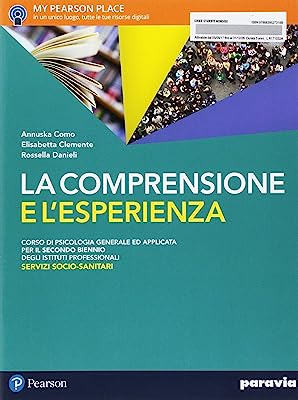 MY PEARSON PLACE
in un unico luogo, tutte le tue risorse digitali
Annuska Como
Elisabetta Clemente
Rossella Danieli
LA COMPRENSIONE
E L'ESPERIENZA
CORSO DI PSICOLOGIA GENERALE ED APPLICATA
PER IL SECONDO BIENNIO
DEGLI ISTITUTI PROFESSIONALI
SERVIZI SOCIO-SANITARI
Pearson
paravia